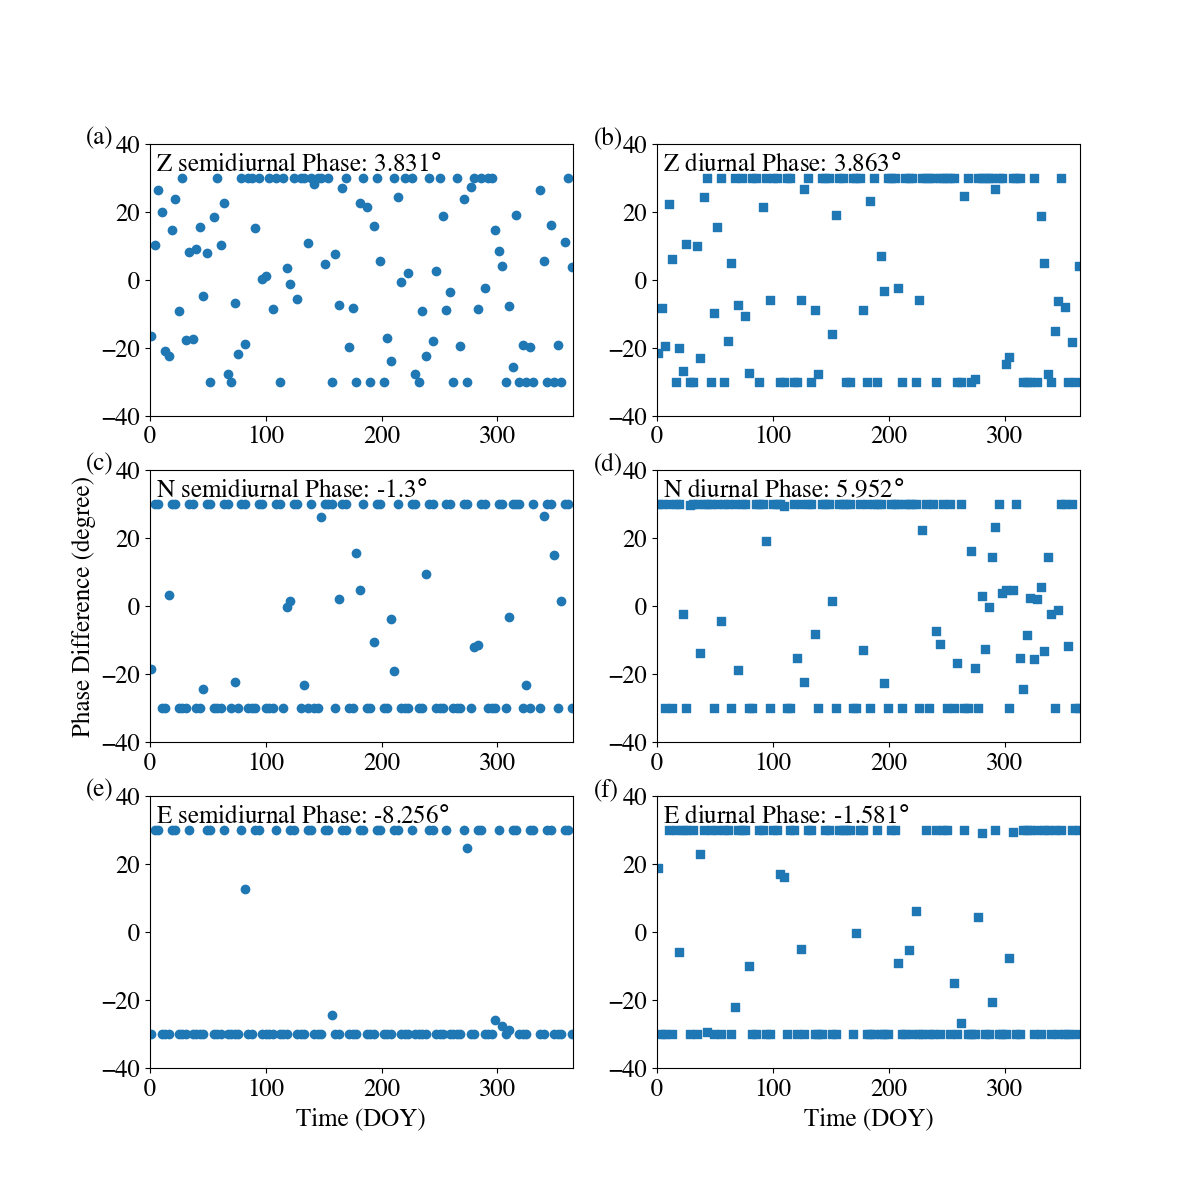 (a)
Z semidiurnal Phase: 3.831°
40
20
0
−20
−40
0 100 200 300
(b)
Z diurnal Phase: 3.863°
40
20
0
−20
−40
0 100 200 300
(c)
N semidiurnal Phase: -1.3°
40
20
0
−20
−40
0 100 200 300
(d)
N diurnal Phase: 5.952°
40
20
0
−20
−40
0 100 200 300
Phase Difference (degree)
(e)
E semidiurnal Phase: -8.256°
40
20
0
−20
−40
0 100 200 300
Time (DOY)
(f)
E diurnal Phase: -1.581°
40
20
0
−20
−40
0 100 200 300
Time (DOY)